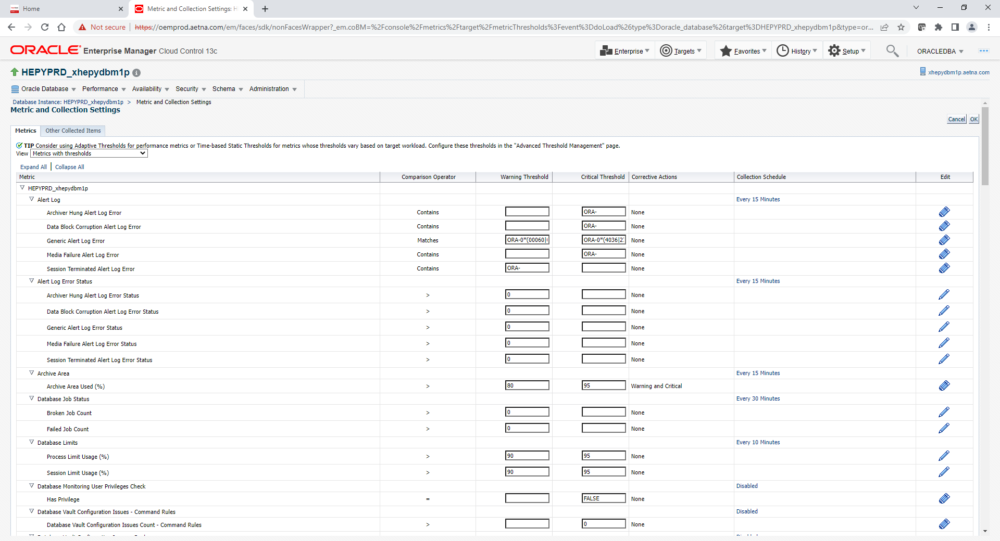 Home
Metric and Collection Settings: H
Not secure
https://oemprod.aetna.com/em/faces/sdk/nonFacesWrapper?_em.coBM=%2Fconsole%2Fmetrics%2Ftarget%2FmetricThresholds%3Fevent%3DdoLoad%26type%3Doracle_database%26target%3DHEPYPRD_xhepydbm1p&type=or...
ORACLE Enterprise Manager Cloud Control 13c
Enterprise Targets Favorites History Setup ORACLEDBA
HEPYPRD_xhepydbm1p
xhepydbm1p.aetna.com
Oracle Database Performance Availability Security Schema Administration
Database Instance: HEPYPRD_xhepydbm1p > Metric and Collection Settings
Metric and Collection Settings
Cancel OK
Metrics Other Collected Items
TIP Consider using Adaptive Thresholds for performance metrics or Time-based Static Thresholds for metrics whose thresholds vary based on target workload. Configure these thresholds in the "Advanced Threshold Management" page.
View Metrics with thresholds
Expand All | Collapse All
Metric Comparison Operator Warning Threshold Critical Threshold Corrective Actions Collection Schedule Edit
HEPYPRD_xhepydbm1p
Alert Log Every 15 Minutes
Archiver Hung Alert Log Error Contains ORA- None
Data Block Corruption Alert Log Error Contains ORA- None
Generic Alert Log Error Matches ORA-0*(00060| ORA-0*(4036|2 None
Media Failure Alert Log Error Contains ORA- None
Session Terminated Alert Log Error Contains ORA- None
Alert Log Error Status Every 15 Minutes
Archiver Hung Alert Log Error Status > 0 None
Data Block Corruption Alert Log Error Status > 0 None
Generic Alert Log Error Status > 0 None
Media Failure Alert Log Error Status > 0 None
Session Terminated Alert Log Error Status > 0 None
Archive Area Every 15 Minutes
Archive Area Used (%) > 80 95 Warning and Critical
Database Job Status Every 30 Minutes
Broken Job Count > 0 None
Failed Job Count > 0 None
Database Limits Every 10 Minutes
Process Limit Usage (%) > 90 95 None
Session Limit Usage (%) > 90 95 None
Database Monitoring User Privileges Check Disabled
Has Privilege = FALSE None
Database Vault Configuration Issues - Command Rules Disabled
Database Vault Configuration Issues Count - Command Rules > 0 None